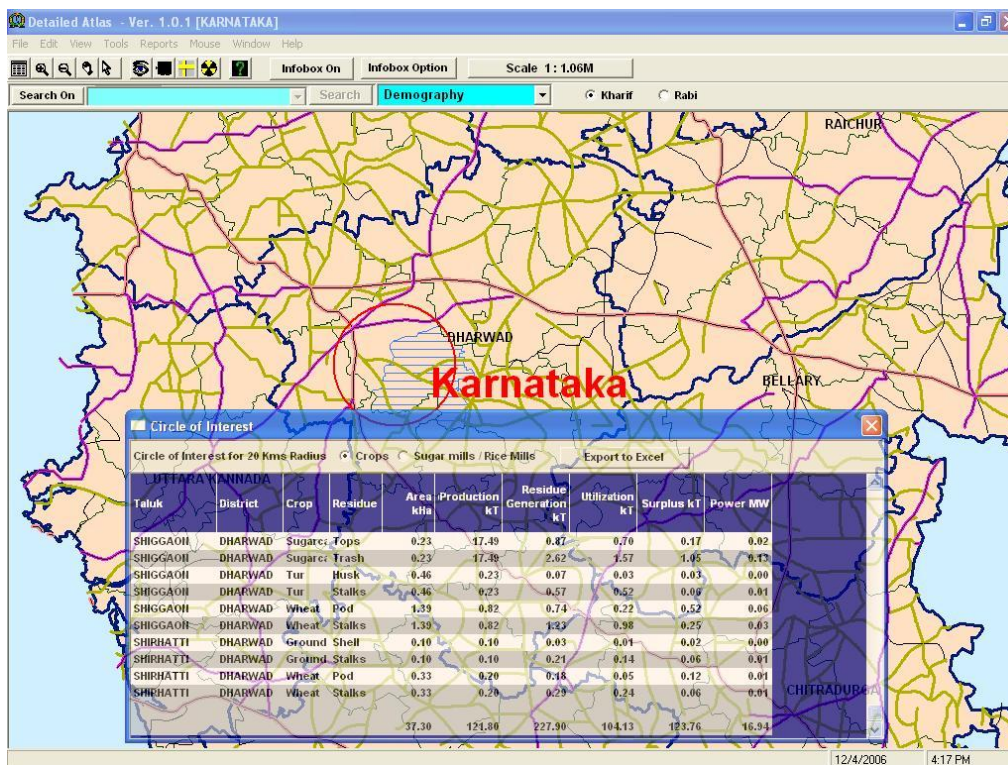 Detailed Atlas - Ver. 1.0.1 [KARNATAKA]
File Edit View Tools Reports Mouse Window Help
Infobox On Infobox Option Scale 1 : 1.06M
Search On Search Demography Kharif Rabi
RAICHUR
DHARWAD
Karnataka
BELLARY
Circle of Interest
Circle of Interest for 20 Kms Radius Crops Sugar mills / Rice Mills Export to Excel
UTTARA KANNADA
Taluk District Crop Residue Area kHa Production kT Residue Generation kT Utilization kT Surplus kT Power MW
SHIGGAON DHARWAD Sugarca Tops 0.23 17.49 0.87 0.70 0.17 0.02
SHIGGAON DHARWAD Sugarca Trash 0.23 17.49 2.62 1.57 1.05 0.13
SHIGGAON DHARWAD Tur Husk 0.46 0.23 0.07 0.03 0.03 0.00
SHIGGAON DHARWAD Tur Stalks 0.46 0.23 0.57 0.52 0.06 0.01
SHIGGAON DHARWAD Wheat Pod 1.39 0.82 0.74 0.22 0.52 0.06
SHIGGAON DHARWAD Wheat Stalks 1.39 0.82 1.23 0.98 0.25 0.03
SHIRHATTI DHARWAD Ground Shell 0.10 0.10 0.03 0.01 0.02 0.00
SHIRHATTI DHARWAD Ground Stalks 0.10 0.10 0.21 0.14 0.06 0.01
SHIRHATTI DHARWAD Wheat Pod 0.33 0.20 0.18 0.05 0.12 0.01
SHIRHATTI DHARWAD Wheat Stalks 0.33 0.20 0.29 0.24 0.06 0.01
CHITRADURGA
37.30 121.80 227.90 104.13 123.76 16.94
12/4/2006 4:17 PM